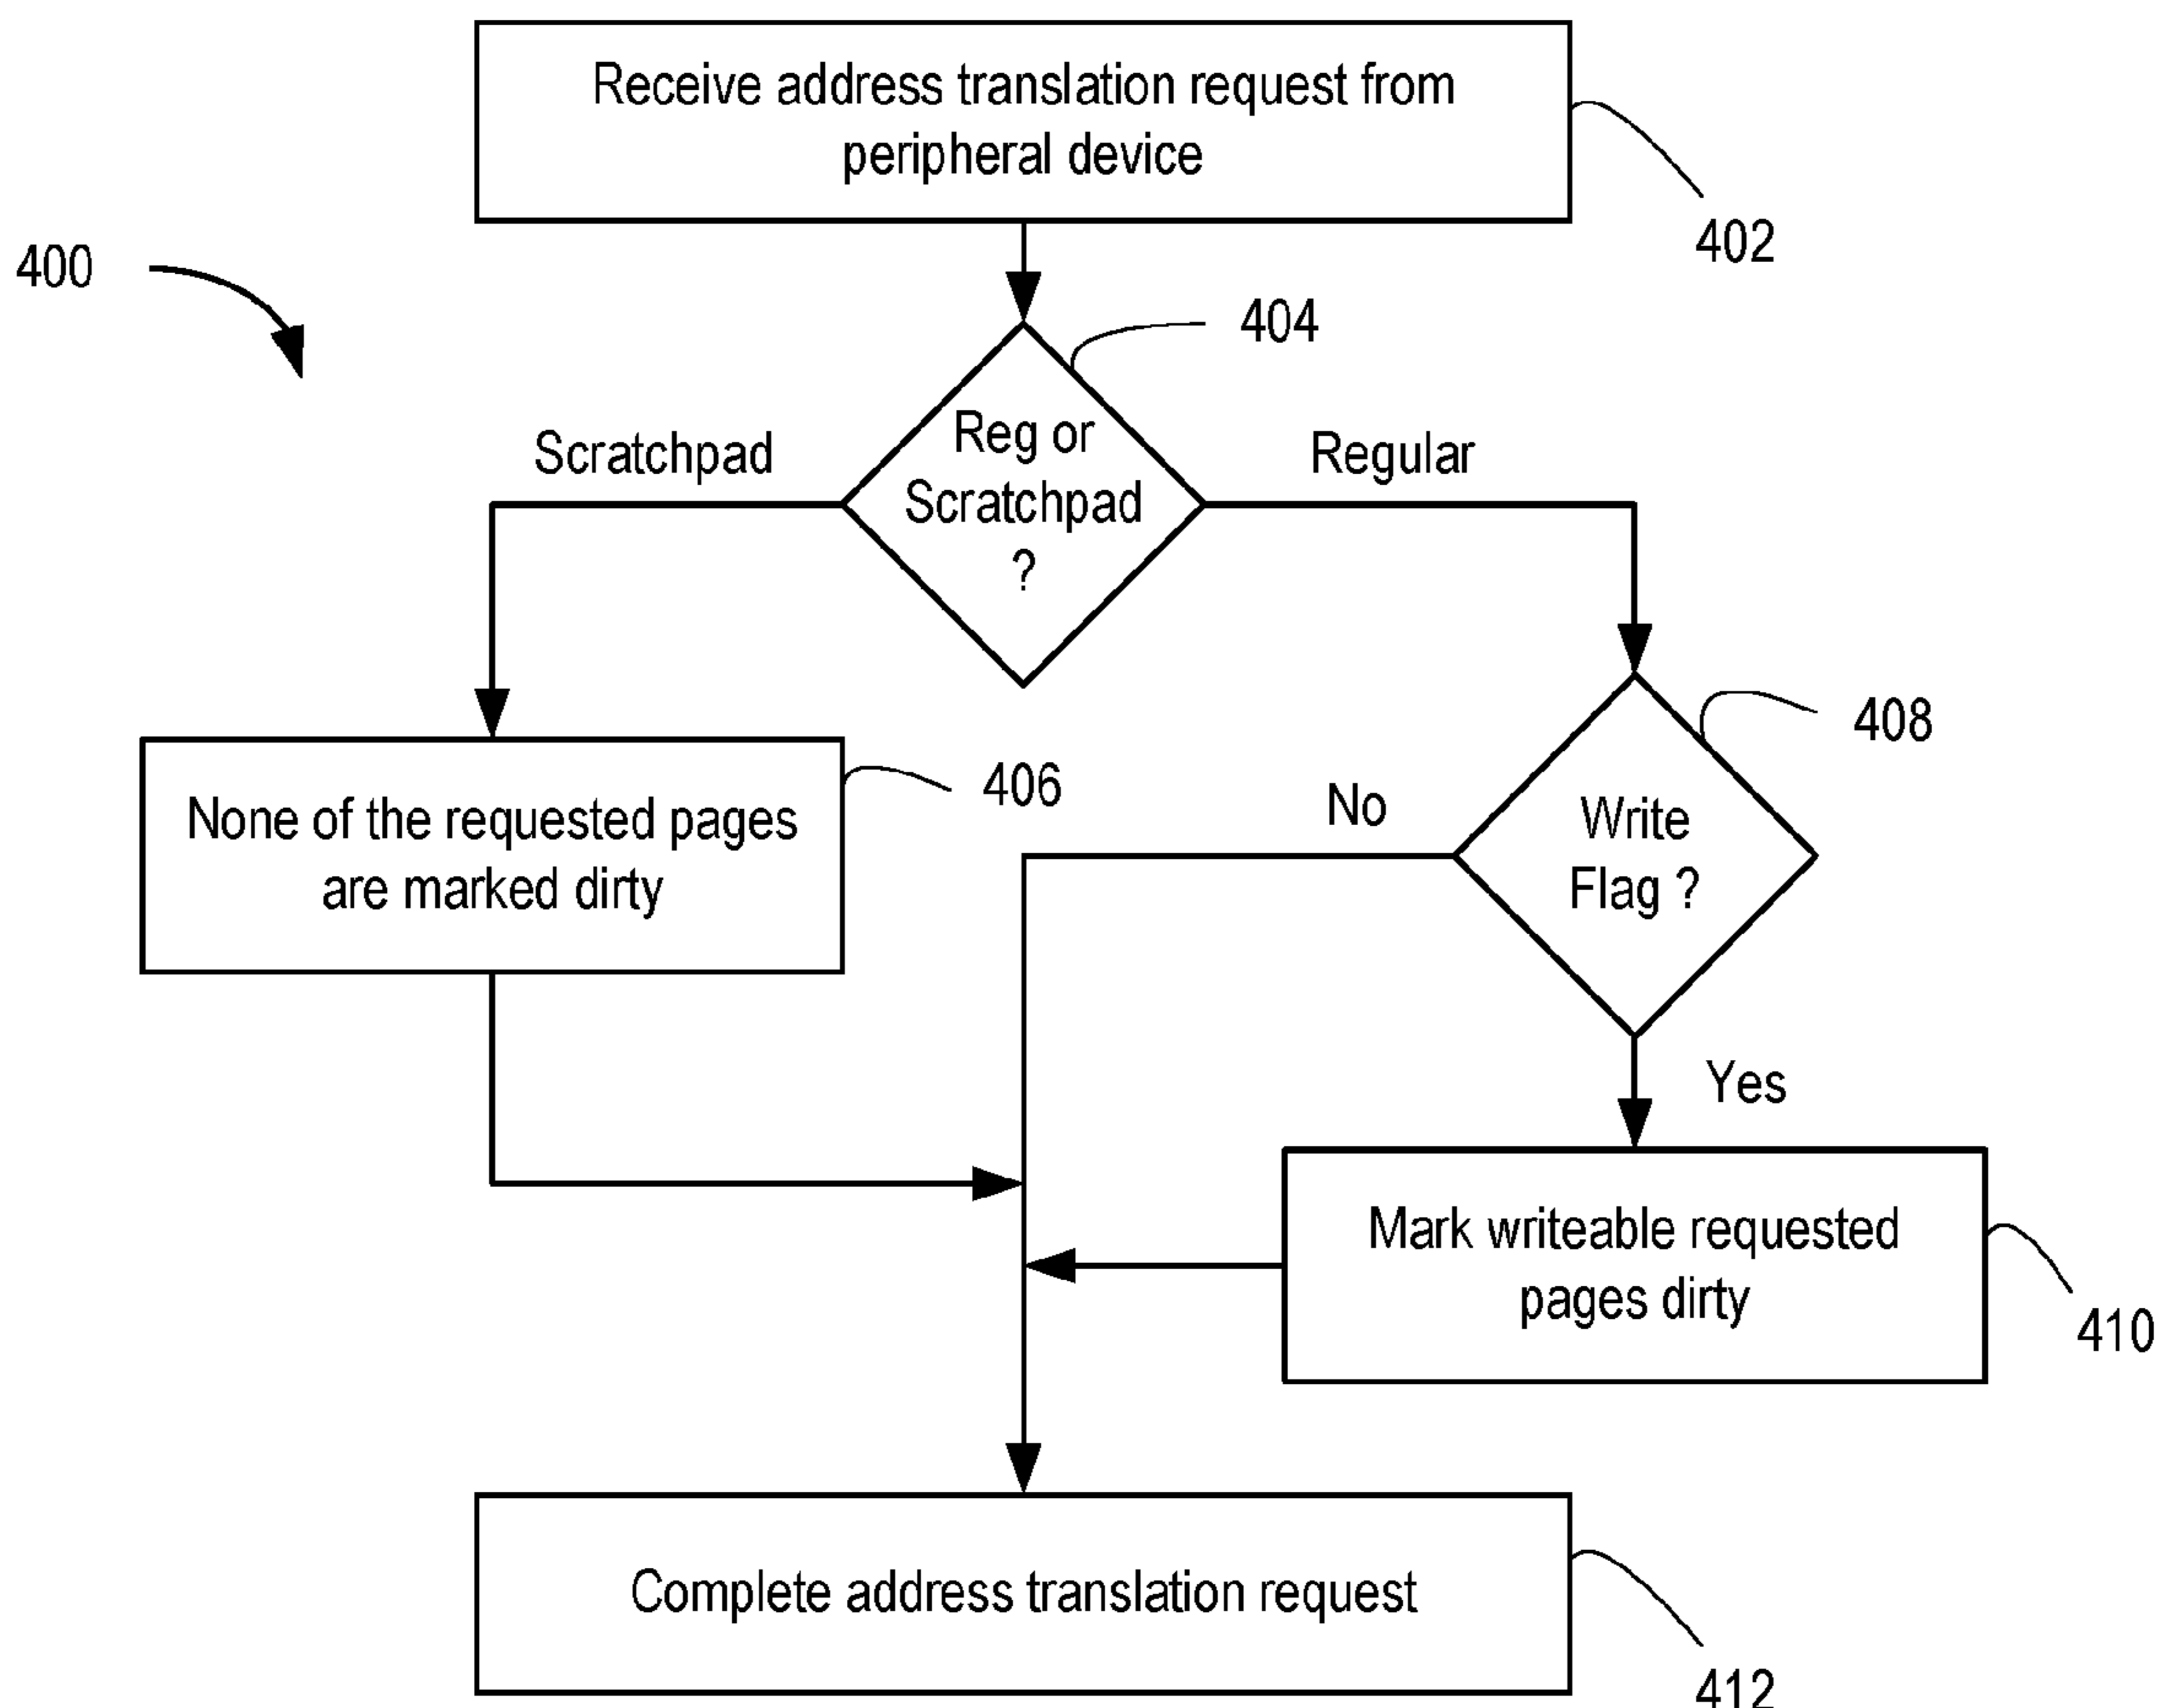 Receive address translation request from
peripheral device
402
400
404
Reg or
Scratchpad
?
Scratchpad
Regular
408
None of the requested pages
are marked dirty
406
No
Write
Flag ?
Yes
Mark writeable requested
pages dirty
410
Complete address translation request
412